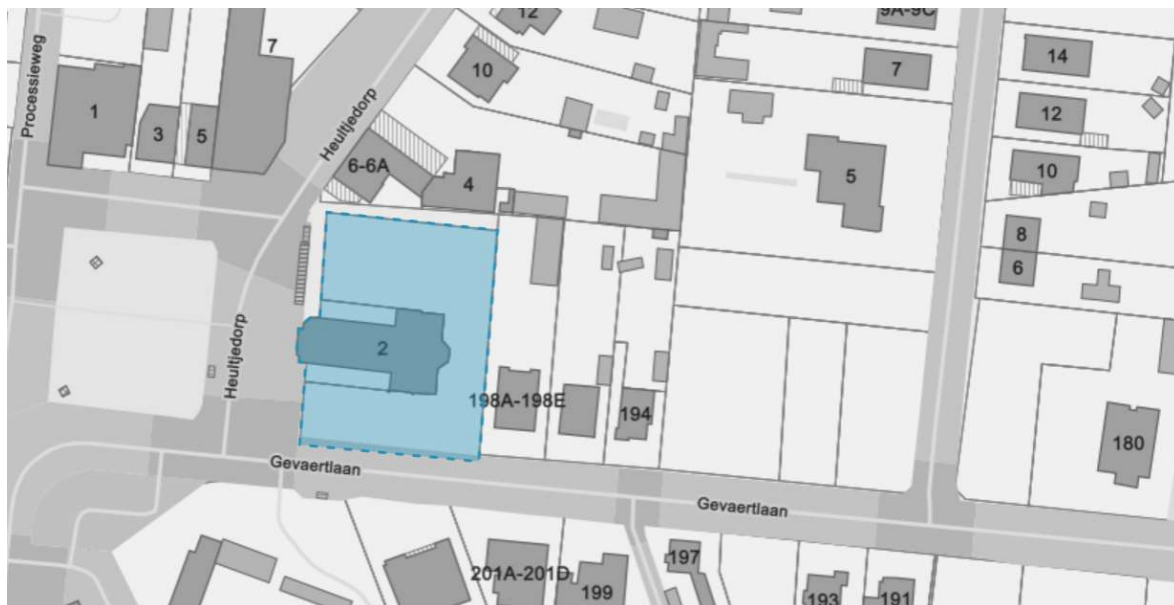 12
9A-9C
7
14
10
7
Processieweg
1
3
5
Heultjedorp
12
6-6A
4
5
10
8
6
Heultjedorp
2
198A-198E
194
180
Gevaertlaan
Gevaertlaan
201A-201D
199
197
193
191